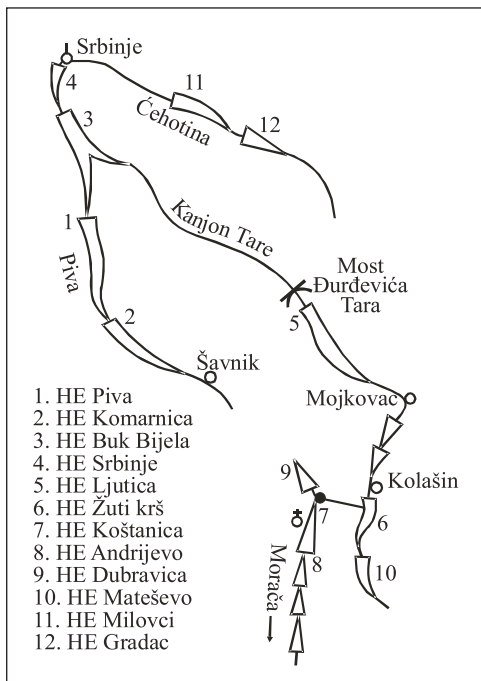 Srbinje
4
11
3
Ćehotina
12
Kanjon Tare
1
Piva
Most
Đurđevića
Tara
5
2
Šavnik
Mojkovac
1. HE Piva
2. HE Komarnica
3. HE Buk Bijela
4. HE Srbinje
5. HE Ljutica
6. HE Žuti krš
7. HE Koštanica
8. HE Andrijevo
9. HE Dubravica
10. HE Mateševo
11. HE Milovci
12. HE Gradac
9
Kolašin
7
6
8
10
Morača